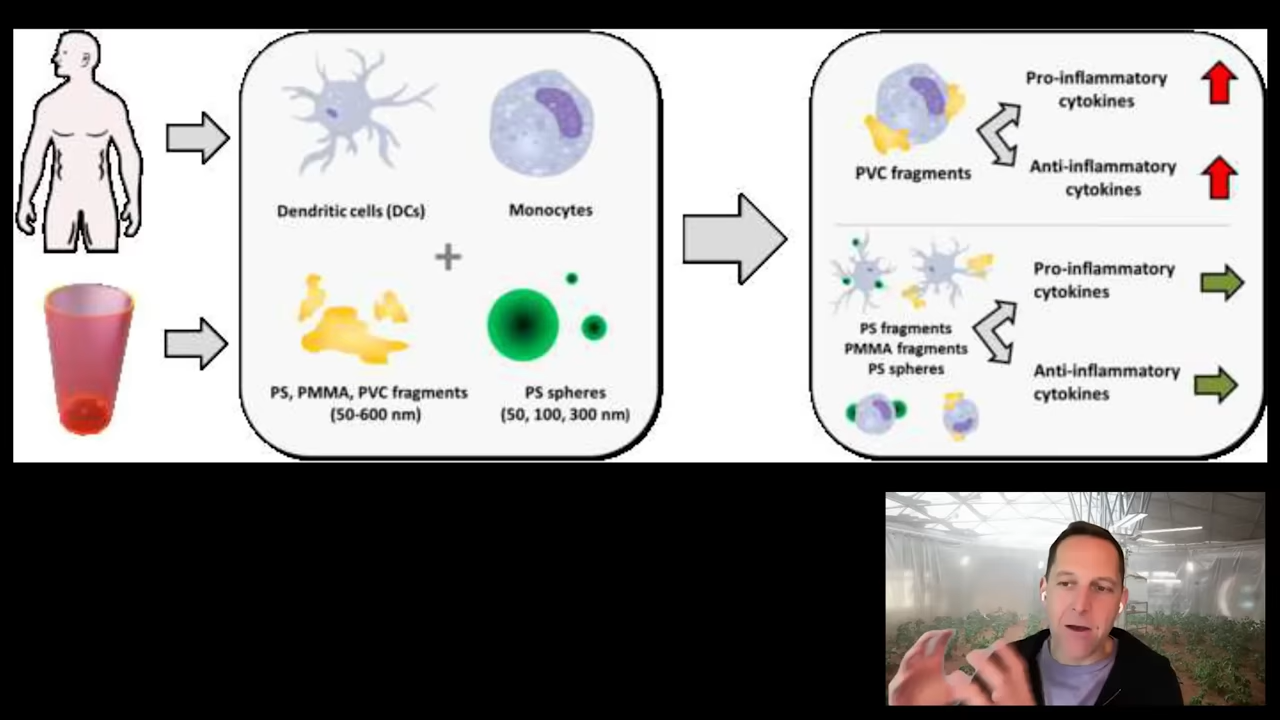 Dendritic cells (DCs)
Monocytes
PS, PMMA, PVC fragments
(50-600 nm)
PS spheres
(50, 100, 300 nm)
PVC fragments
Pro-inflammatory
cytokines
Anti-inflammatory
cytokines
PS fragments
PMMA fragments
PS spheres
Pro-inflammatory
cytokines
Anti-inflammatory
cytokines